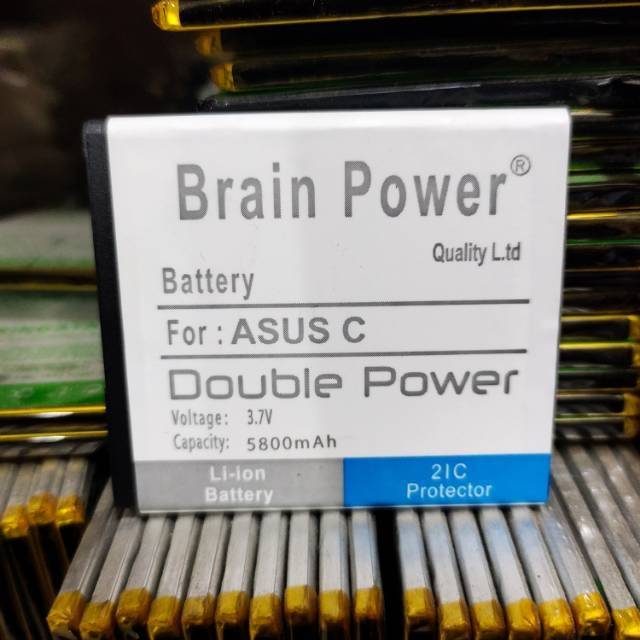 Brain Power®
Quality L.td
Battery
For : ASUS C
Double Power
Voltage: 3.7V
Capacity: 5800mAh
Li-Ion
Battery
2IC
Protector